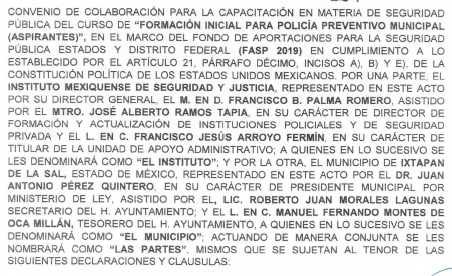 CONVENIO DE COLABORACIÓN PARA LA CAPACITACIÓN EN MATERIA DE SEGURIDAD
PÚBLICA DEL CURSO DE "FORMACIÓN INICIAL PARA POLICÍA PREVENTIVO MUNICIPAL
(ASPIRANTES)", EN EL MARCO DEL FONDO DE APORTACIONES PARA LA SEGURIDAD
PÚBLICA ESTADOS Y DISTRITO FEDERAL (FASP 2019) EN CUMPLIMIENTO A LO
ESTABLECIDO POR EL ARTÍCULO 21, PÁRRAFO DÉCIMO, INCISOS A), B) Y E), DE LA
CONSTITUCIÓN POLÍTICA DE LOS ESTADOS UNIDOS MEXICANOS. POR UNA PARTE, EL
INSTITUTO MEXIQUENSE DE SEGURIDAD Y JUSTICIA, REPRESENTADO EN ESTE ACTO
POR SU DIRECTOR GENERAL, EL M. EN D. FRANCISCO B. PALMA ROMERO, ASISTIDO
POR EL MTRO. JOSÉ ALBERTO RAMOS TAPIA, EN SU CARÁCTER DE DIRECTOR DE
FORMACIÓN Y ACTUALIZACIÓN DE INSTITUCIONES POLICIALES Y DE SEGURIDAD
PRIVADA Y EL L. EN C. FRANCISCO JESÚS ARROYO FERMÍN, EN SU CARÁCTER DE
TITULAR DE LA UNIDAD DE APOYO ADMINISTRATIVO; A QUIENES EN LO SUCESIVO SE
LES DENOMINARÁ COMO "EL INSTITUTO"; Y POR LA OTRA, EL MUNICIPIO DE IXTAPAN
DE LA SAL, ESTADO DE MÉXICO, REPRESENTADO EN ESTE ACTO POR EL DR. JUAN
ANTONIO PÉREZ QUINTERO, EN SU CARÁCTER DE PRESIDENTE MUNICIPAL POR
MINISTERIO DE LEY, ASISTIDO POR EL, LIC. ROBERTO JUAN MORALES LAGUNAS
SECRETARIO DEL H. AYUNTAMIENTO; Y EL L. EN C. MANUEL FERNANDO MONTES DE
OCA MILLÁN, TESORERO DEL H. AYUNTAMIENTO, A QUIENES EN LO SUCESIVO SE LES
DENOMINARÁ COMO "EL MUNICIPIO"; ACTUANDO DE MANERA CONJUNTA SE LES
NOMBRARÁ COMO "LAS PARTES", MISMOS QUE SE SUJETAN AL TENOR DE LAS
SIGUIENTES DECLARACIONES Y CLAUSULAS: